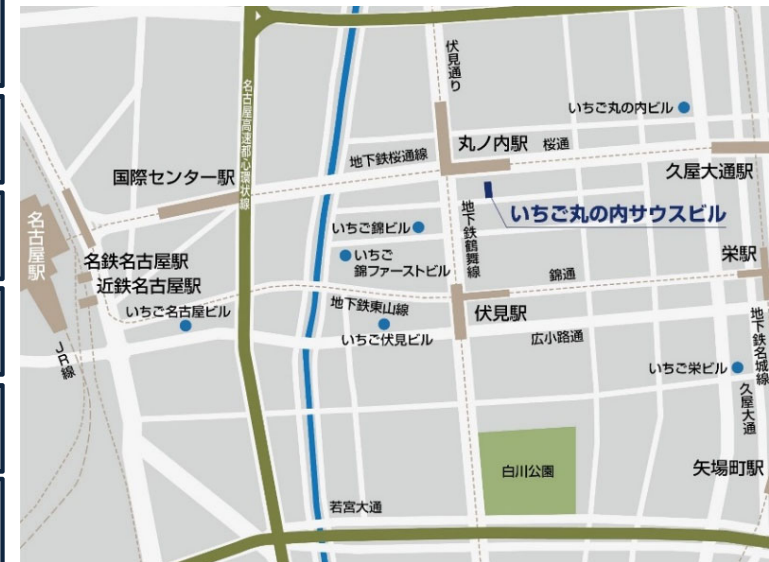 伏見通り
いちご丸の内ビル
名古屋高速都心環状線
丸ノ内駅
桜通
地下鉄桜通線
久屋大通駅
国際センター駅
いちご丸の内サウスビル
地下鉄鶴舞線
名古屋駅
いちご錦ビル
いちご
錦ファーストビル
栄駅
名鉄名古屋駅
近鉄名古屋駅
錦通
いちご名古屋ビル
地下鉄東山線
伏見駅
地下鉄名城線
JR線
いちご伏見ビル
広小路通
いちご栄ビル
久屋大通
白川公園
矢場町駅
若宮大通